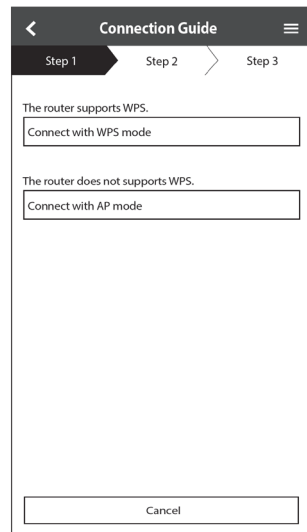 Connection Guide
Step 1
Step 2
Step 3
The router supports WPS.
Connect with WPS mode
The router does not supports WPS.
Connect with AP mode
Cancel